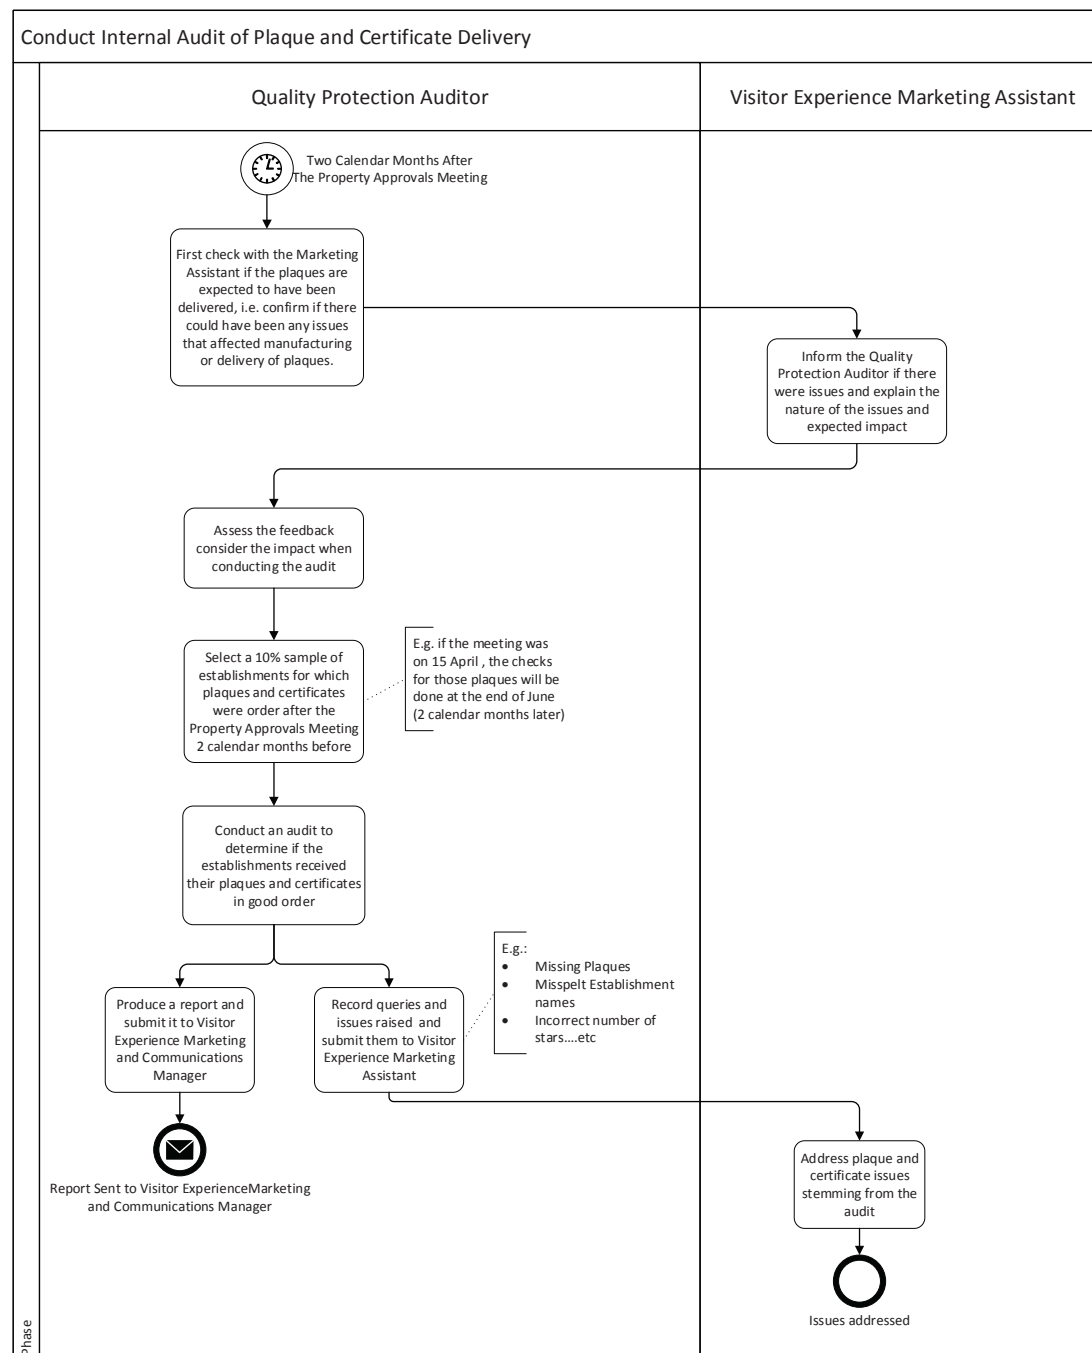 Conduct Internal Audit of Plaque and Certificate Delivery
Quality Protection Auditor
Visitor Experience Marketing Assistant
Two Calendar Months After
The Property Approvals Meeting
First check with the Marketing
Assistant if the plaques are
expected to have been
delivered, i.e. confirm if there
could have been any issues
that affected manufacturing
or delivery of plaques.
Inform the Quality
Protection Auditor if there
were issues and explain the
nature of the issues and
expected impact
Assess the feedback
consider the impact when
conducting the audit
Select a 10% sample of
establishments for which
plaques and certificates
were order after the
Property Approvals Meeting
2 calendar months before
E.g. if the meeting was
on 15 April , the checks
for those plaques will be
done at the end of June
(2 calendar months later)
Conduct an audit to
determine if the
establishments received
their plaques and certificates
in good order
E.g.:
• Missing Plaques
• Misspelt Establishment
names
• Incorrect number of
stars....etc
Produce a report and
submit it to Visitor
Experience Marketing
and Communications
Manager
Record queries and
issues raised and
submit them to Visitor
Experience Marketing
Assistant
Report Sent to Visitor ExperienceMarketing
and Communications Manager
Address plaque and
certificate issues
stemming from the
audit
Issues addressed
Phase